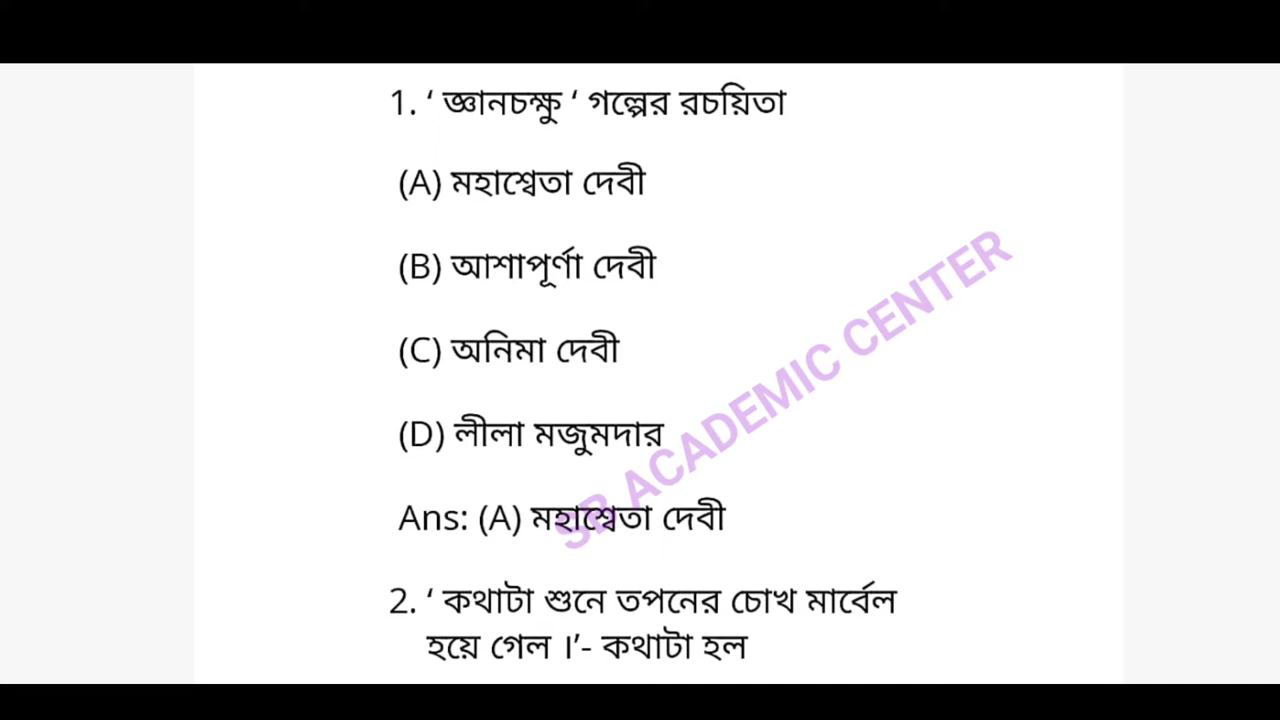 1. ‘ জ্ঞানচক্ষু ‘ গল্পের রচয়িতা
(A) মহাশ্বেতা দেবী
(B) আশাপূর্ণা দেবী
(C) অনিমা দেবী
(D) লীলা মজুমদার
Ans: (A) মহাশ্বেতা দেবী
2. ‘ কথাটা শুনে তপনের চোখ মার্বেল
হয়ে গেল ।’- কথাটা হল
SB ACADEMIC CENTER